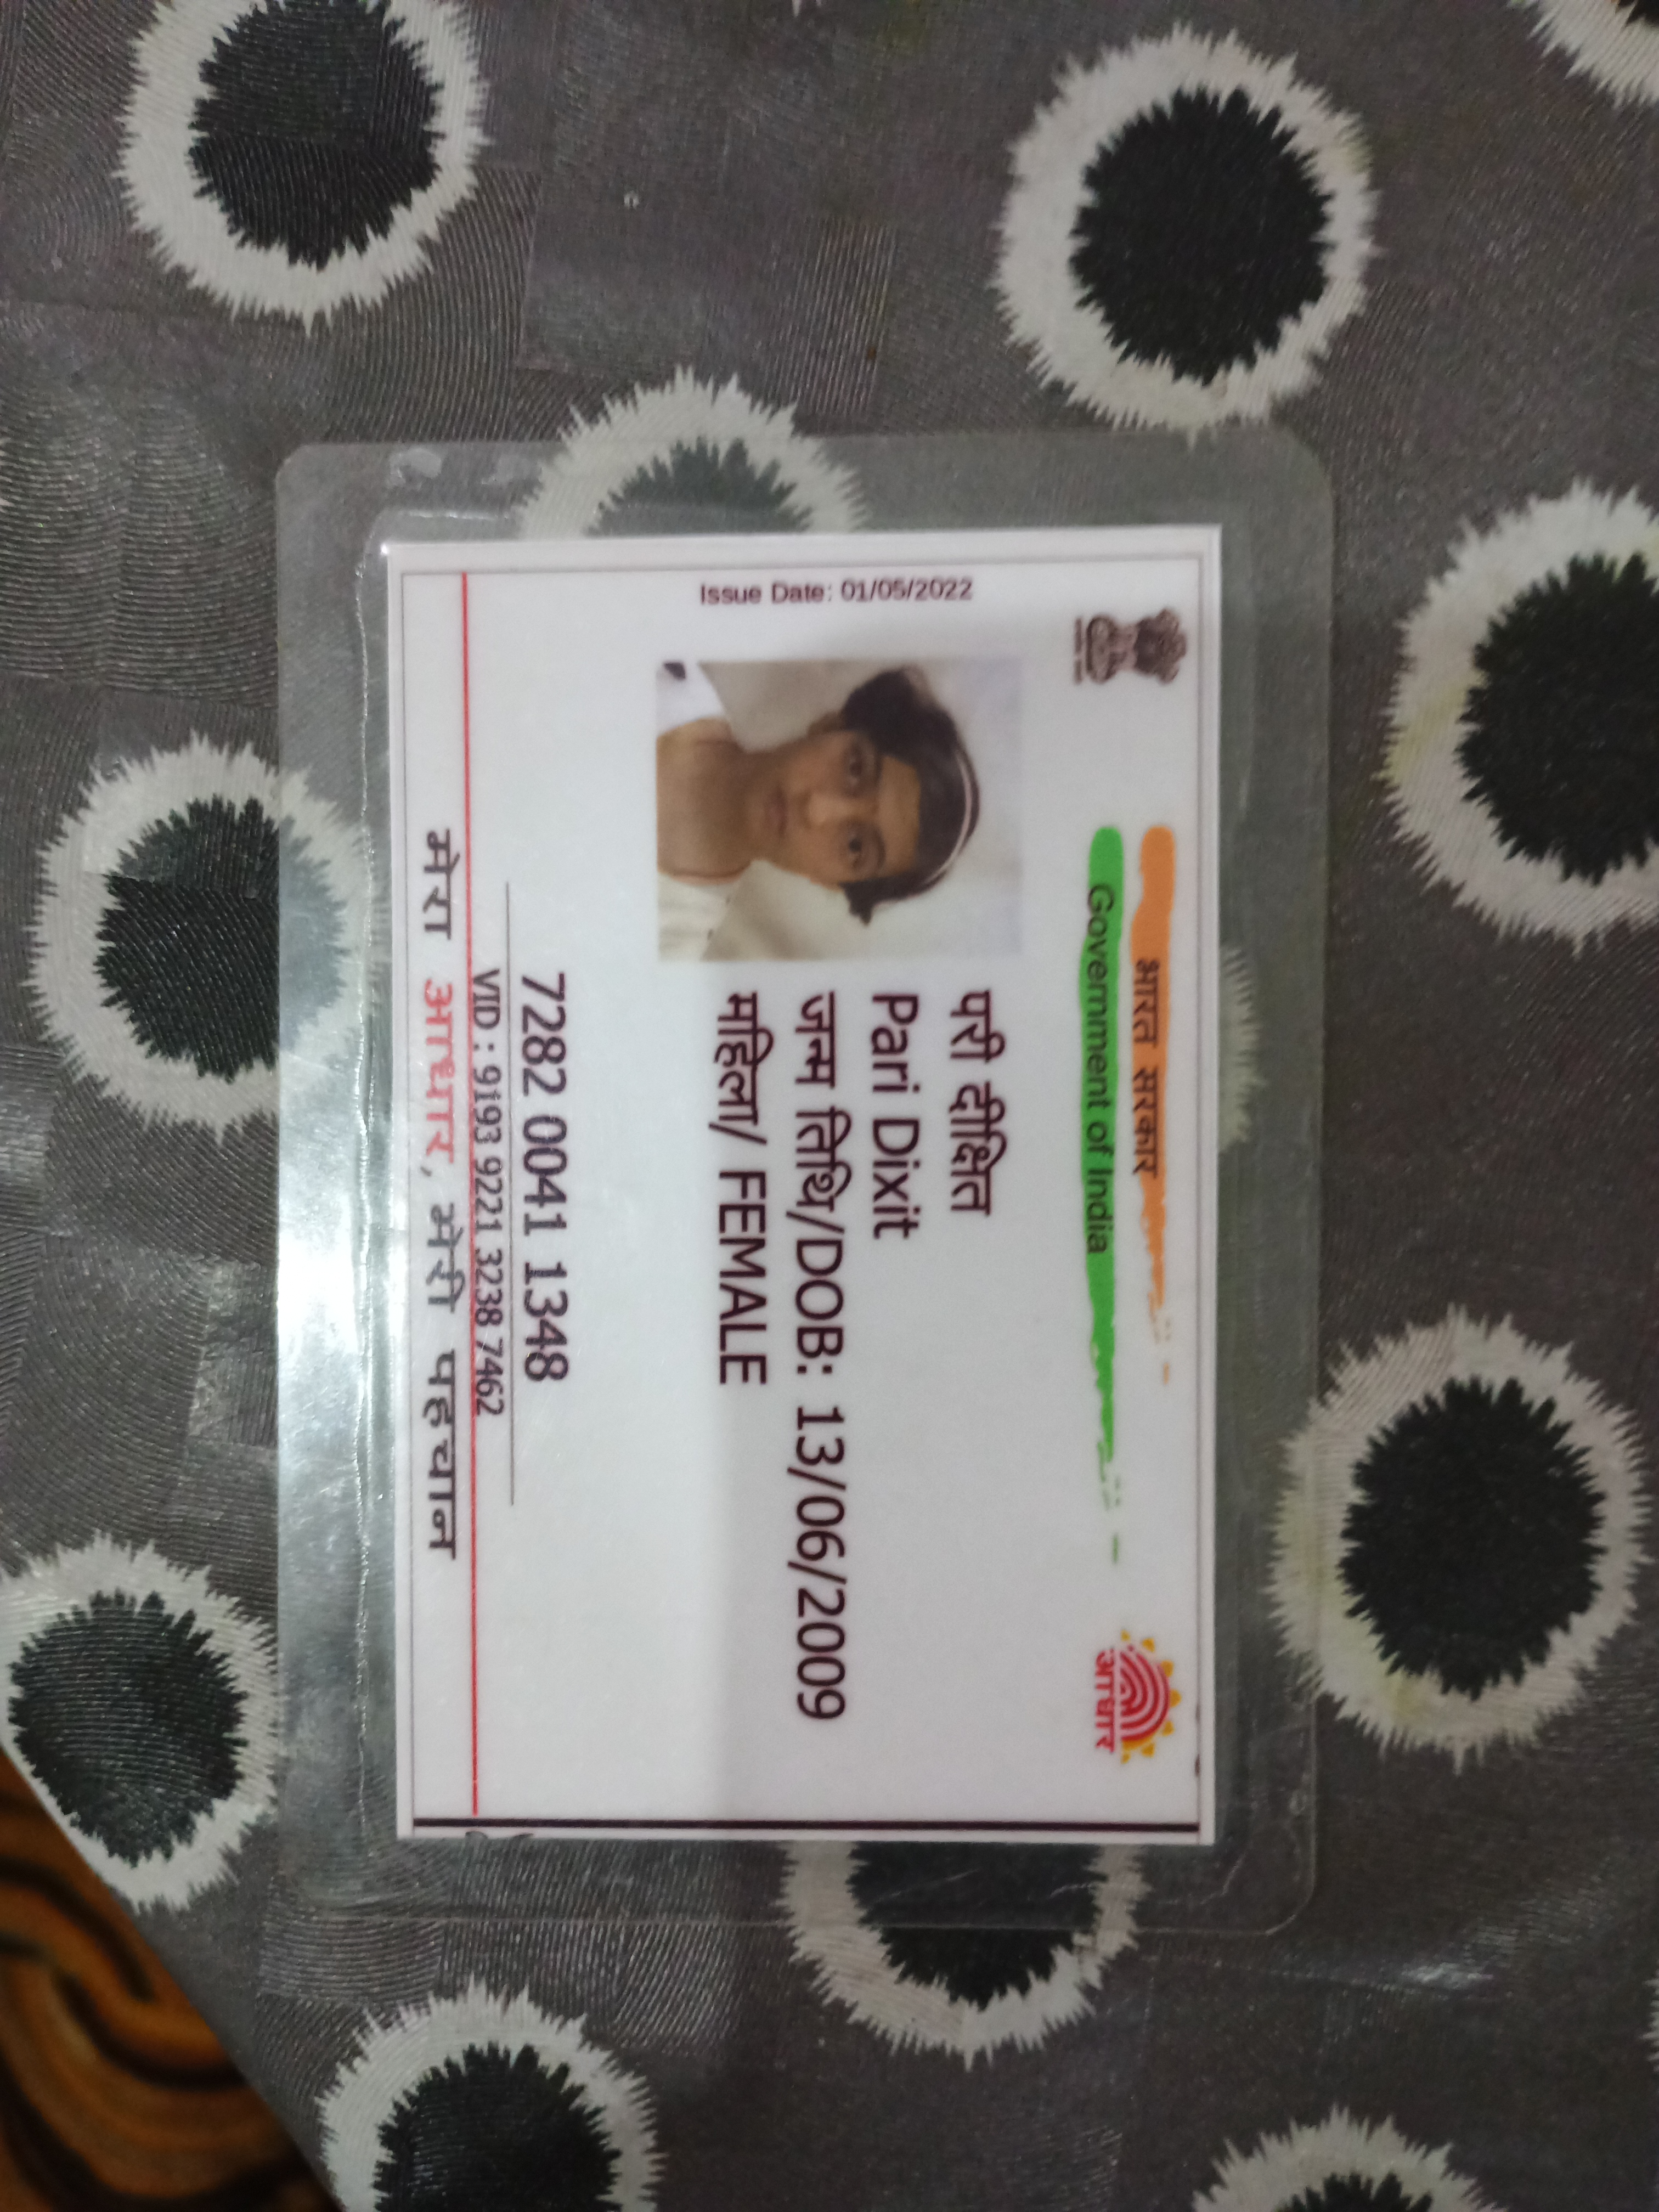 भारत सरकार
Government of India
Issue Date: 01/05/2022
परी दीक्षित
Pari Dixit
जन्म तिथि/DOB: 13/06/2009
महिला/ FEMALE
आधार
7282 0041 1348
VID : 9193 9221 3238 7462
मेरा आधार, मेरी पहचान